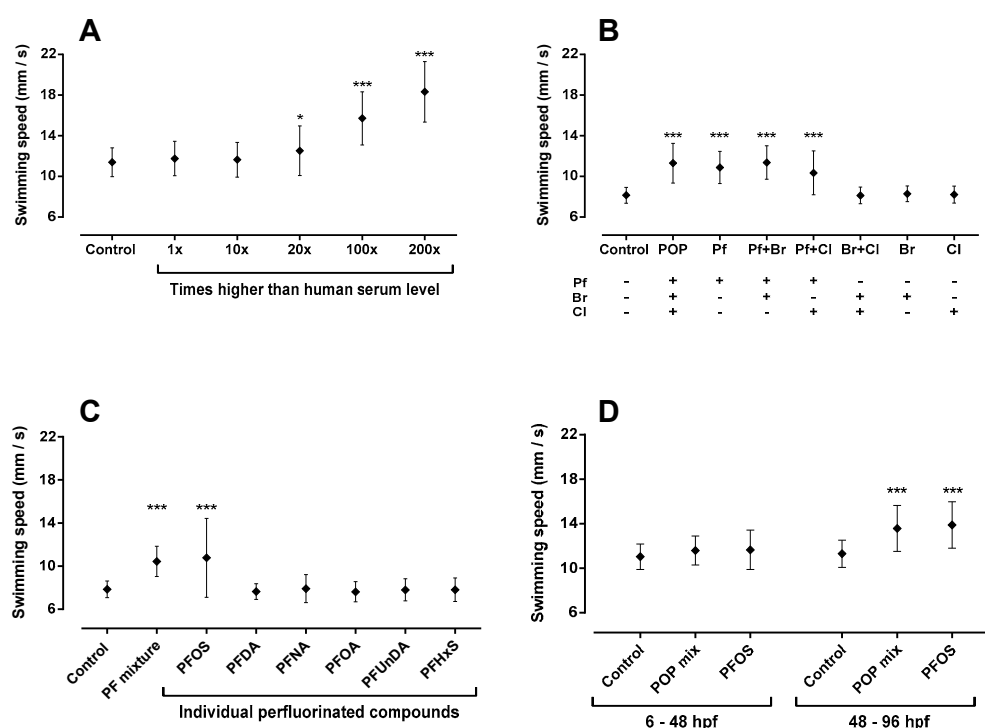 A
Swimming speed (mm / s)
22
18
14
10
6
*
***
***
Control 1x 10x 20x 100x 200x
Times higher than human serum level
B
Swimming speed (mm / s)
22
18
14
10
6
*** *** *** ***
Control POP Pf Pf+Br Pf+Cl Br+Cl Br Cl
Pf - + + + + - - -
Br - + - + - + + -
Cl - + - - + + - +
C
Swimming speed (mm / s)
22
18
14
10
6
*** ***
Control PF mixture PFOS PFDA PFNA PFOA PFUnDA PFHxS
Individual perfluorinated compounds
D
Swimming speed (mm / s)
22
18
14
10
6
*** ***
Control POP mix PFOS Control POP mix PFOS
6 - 48 hpf 48 - 96 hpf